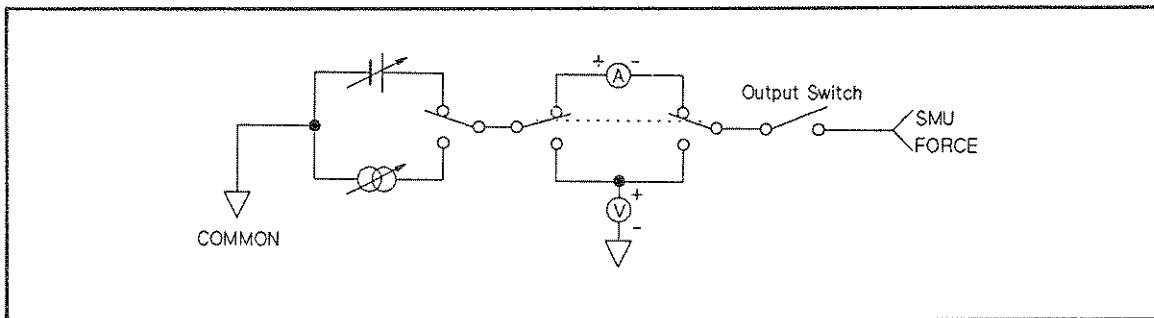 + A -
Output Switch
SMU
FORCE
COMMON
+
V
-